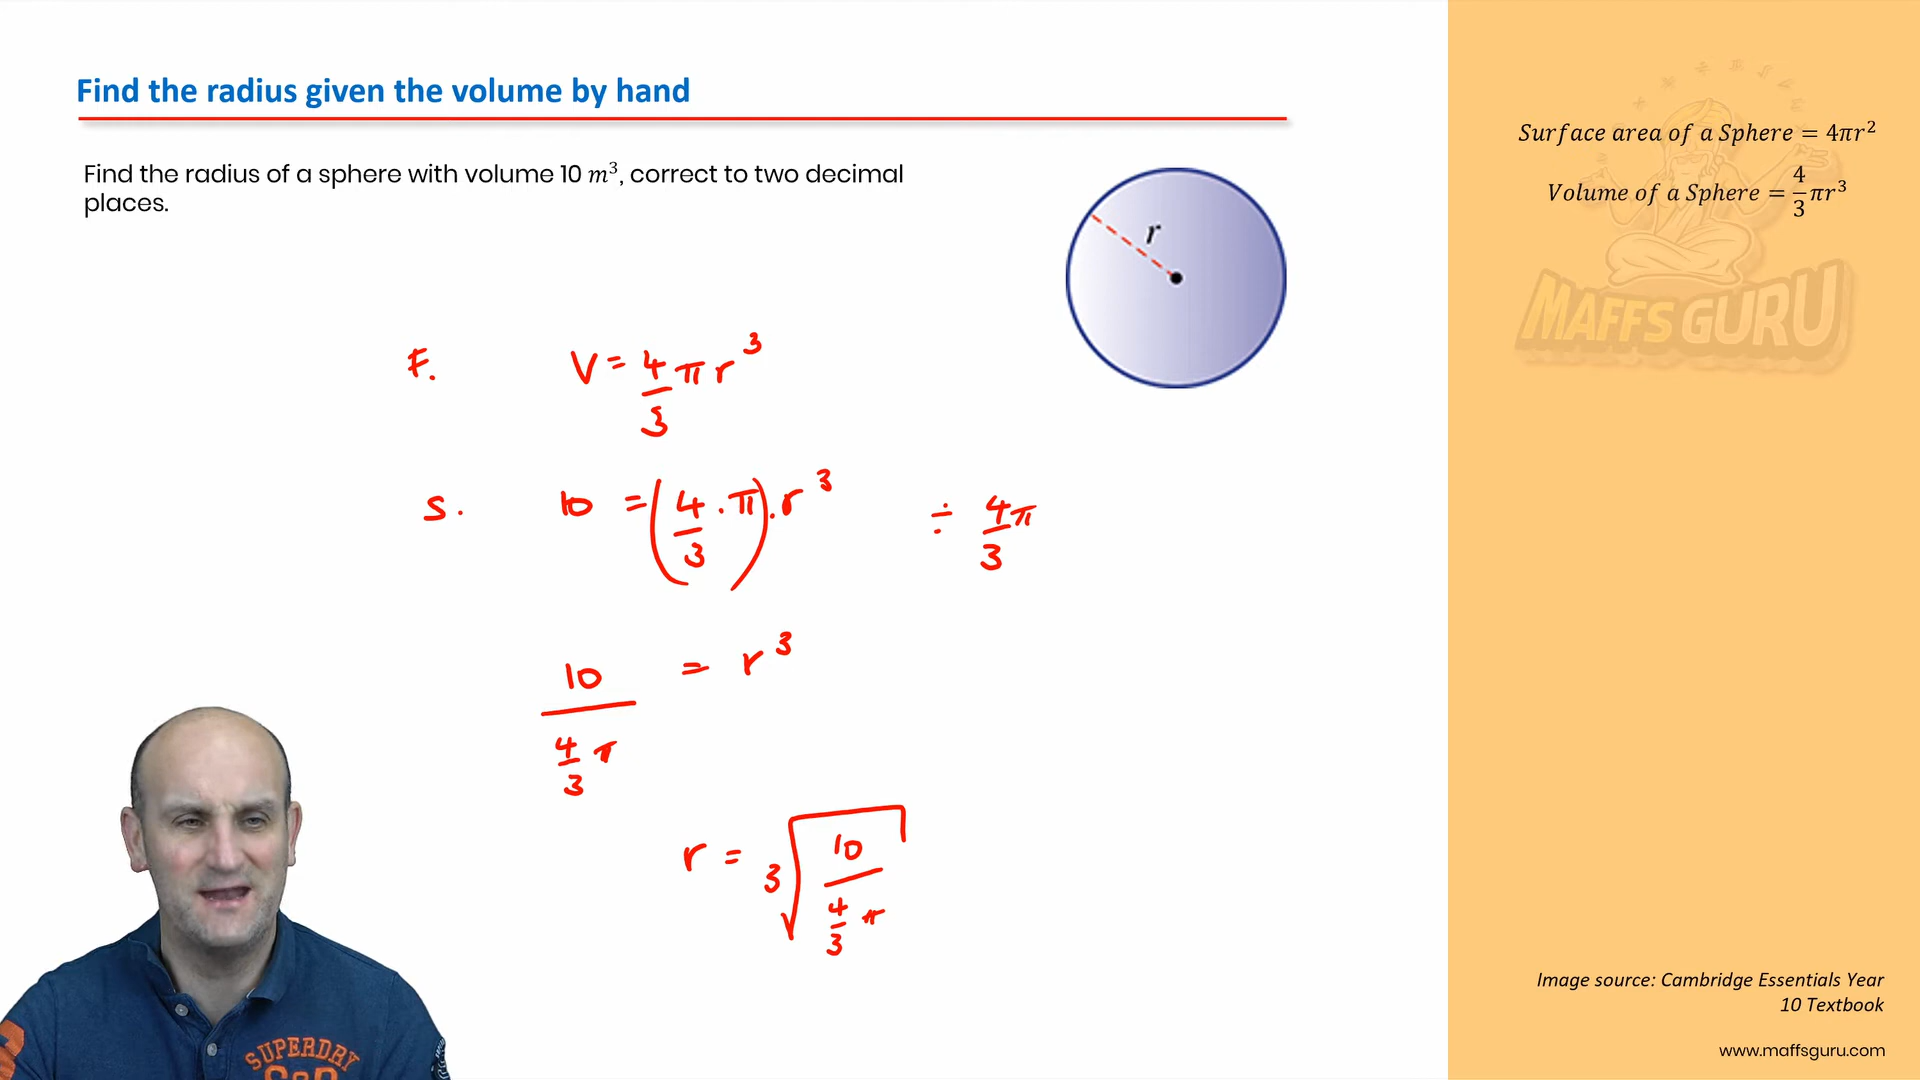 Find the radius given the volume by hand
Find the radius of a sphere with volume 10 m³, correct to two decimal
places.
r
Surface area of a Sphere = 4πr²
Volume of a Sphere = 4/3 πr³
MAFFS GURU
F. V = 4/3 π r³
S. 10 = (4/3 . π) . r³ ÷ 4/3 π
10 / (4/3 π) = r³
r = ³√(10 / (4/3 π))
SUPERDRY
Image source: Cambridge Essentials Year
10 Textbook
www.maffsguru.com